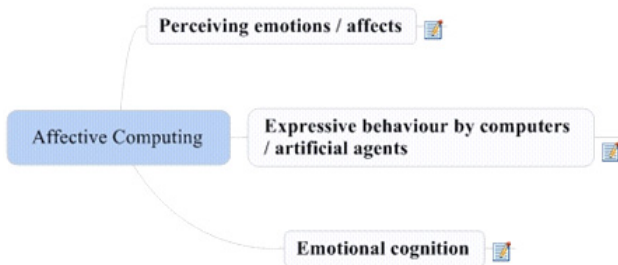 Perceiving emotions / affects
Affective Computing
Expressive behaviour by computers
/ artificial agents
Emotional cognition